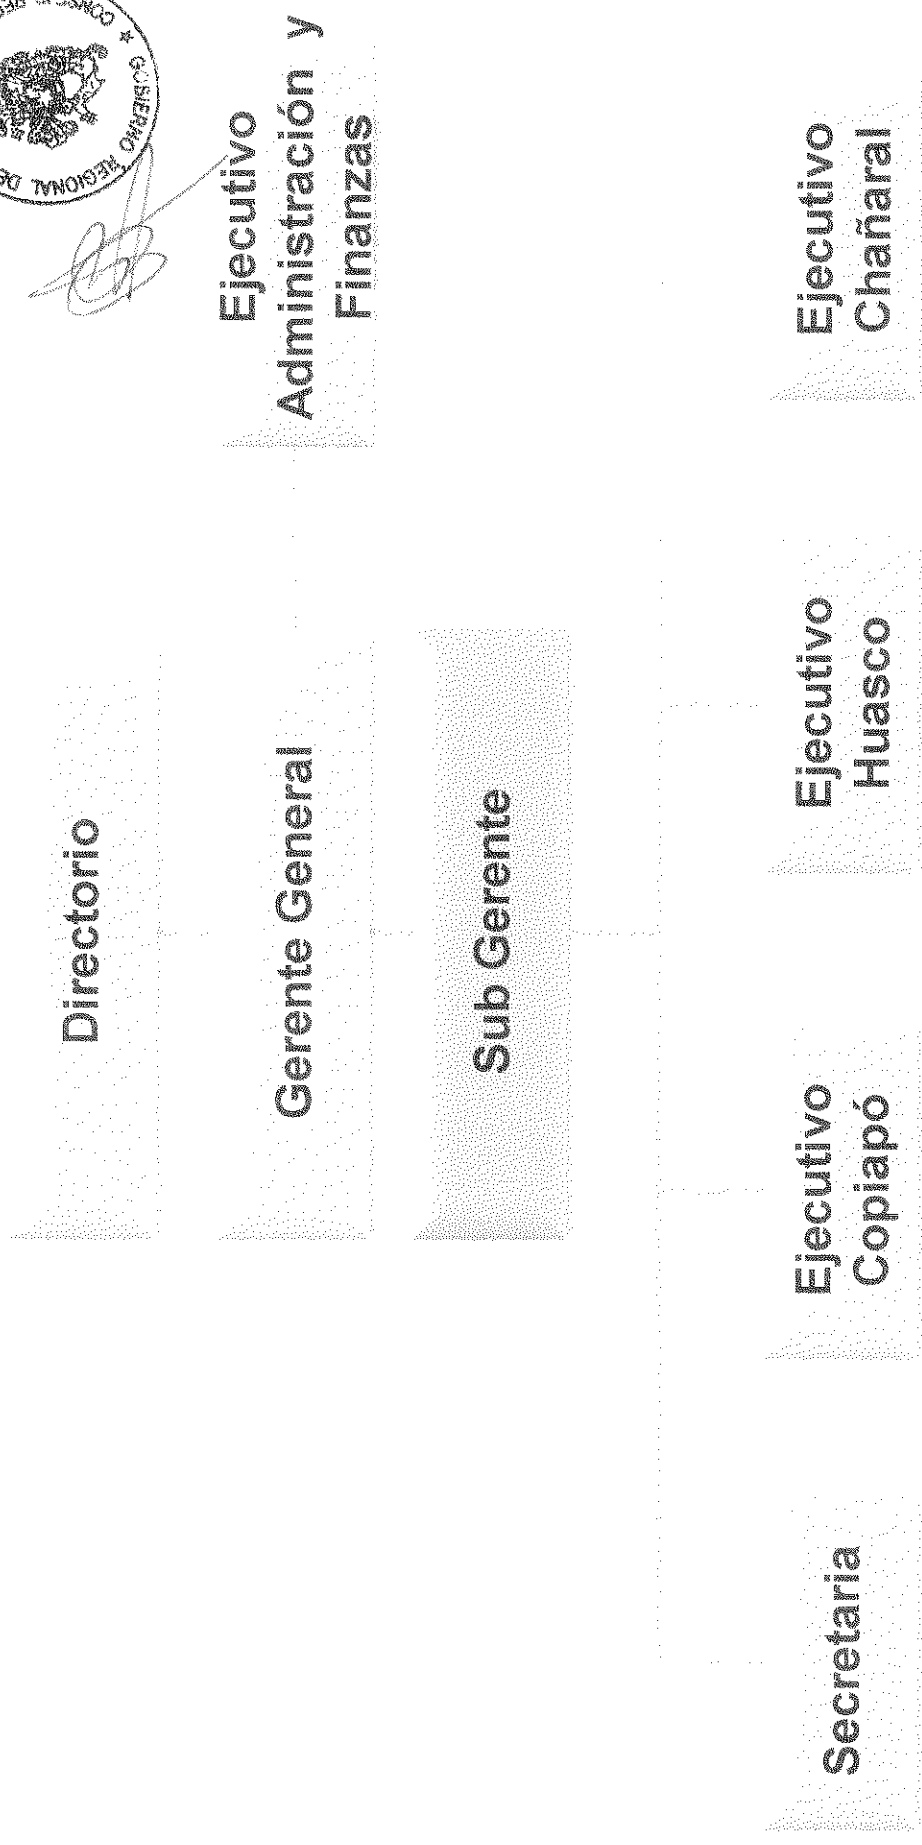 GOBIERNO REGIONAL DE
Directorio
Gerente General
Ejecutivo
Administración y
Finanzas
Sub Gerente
Secretaria
Ejecutivo
Copiapó
Ejecutivo
Huasco
Ejecutivo
Chañaral